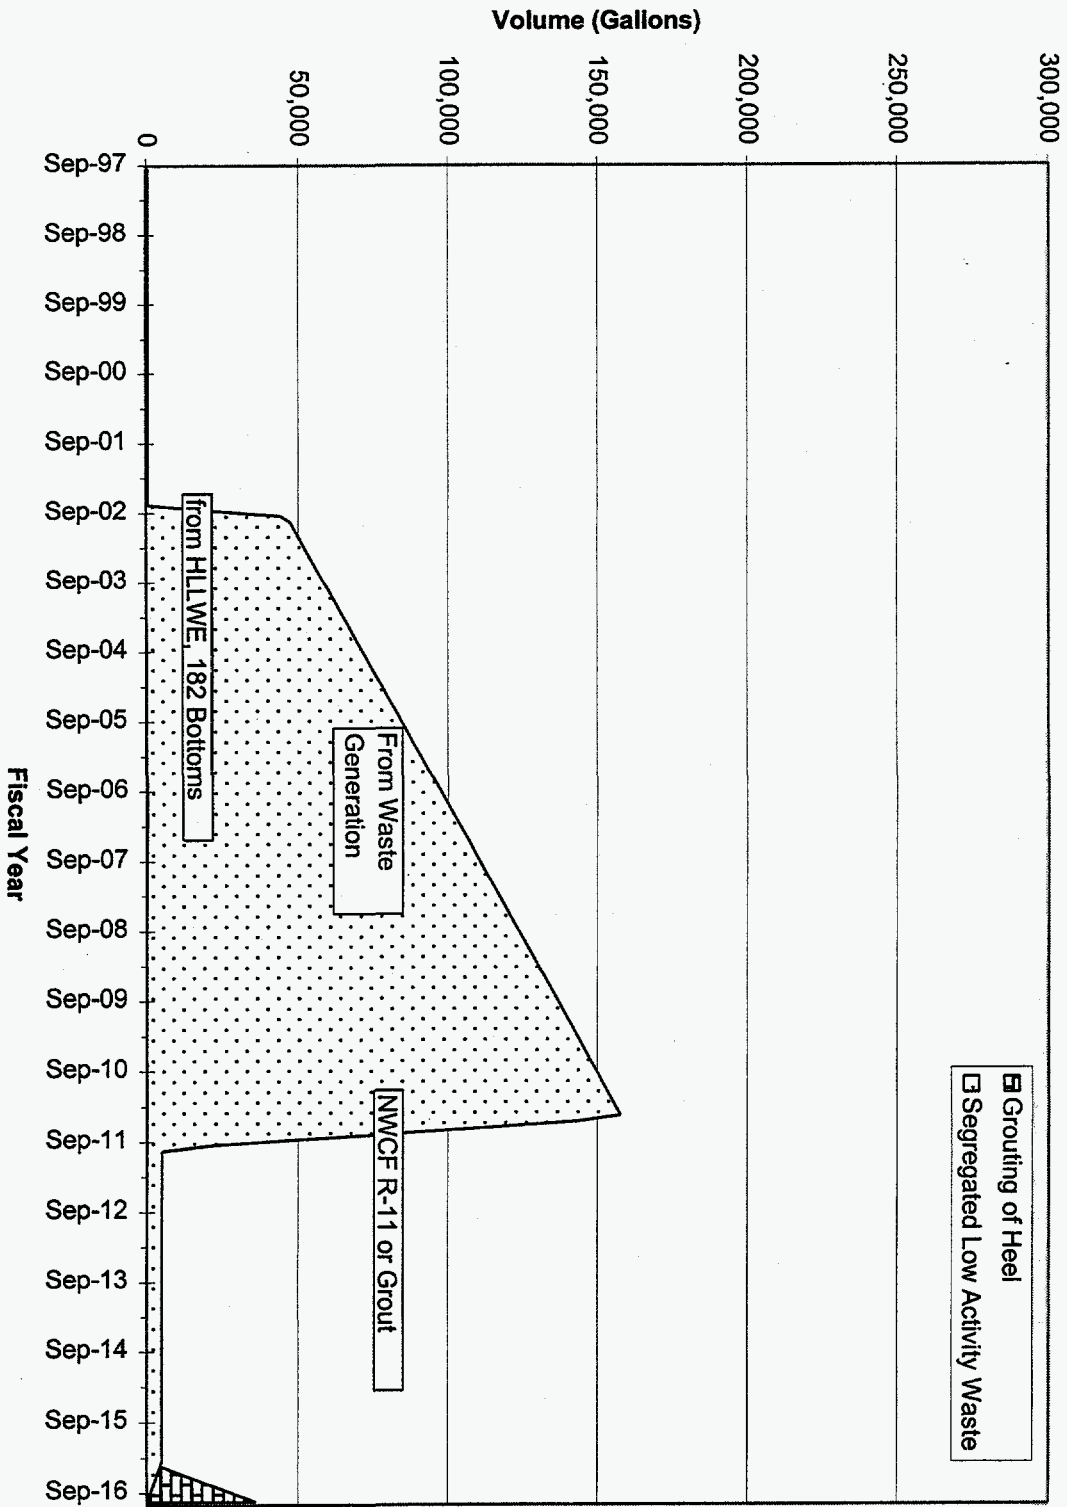 Volume (Gallons)
300,000
250,000
200,000
150,000
100,000
50,000
0
Sep-97
Sep-98
Sep-99
Sep-00
Sep-01
Sep-02
Sep-03
Sep-04
Sep-05
Sep-06
Sep-07
Sep-08
Sep-09
Sep-10
Sep-11
Sep-12
Sep-13
Sep-14
Sep-15
Sep-16
Fiscal Year
Grouting of Heel
Segregated Low Activity Waste
From Waste
Generation
from HLLWE, 182 Bottoms
NWCF R-11 or Grout